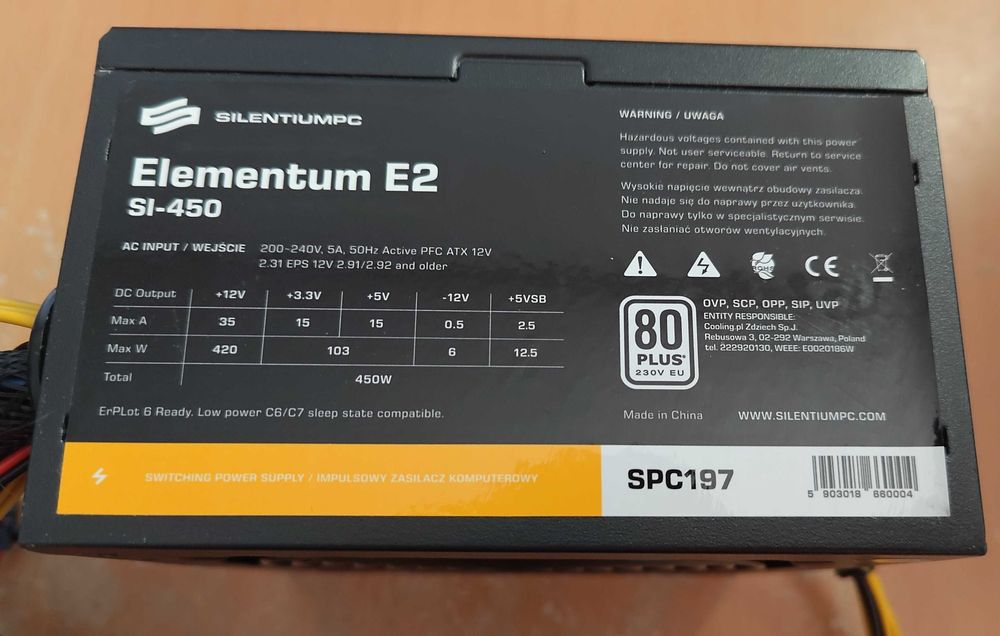 SILENTIUMPC
Elementum E2
SI-450
AC INPUT / WEJŚCIE 200~240V, 5A, 50Hz Active PFC ATX 12V
2.31 EPS 12V 2.91/2.92 and older
DC Output +12V +3.3V +5V -12V +5VSB
Max A 35 15 15 0.5 2.5
Max W 420 103 6 12.5
Total 450W
ErPLot 6 Ready. Low power C6/C7 sleep state compatible.
WARNING / UWAGA
Hazardous voltages contained with this power
supply. Not user serviceable. Return to service
center for repair. Do not cover air vents.
Wysokie napięcie wewnątrz obudowy zasilacza.
Nie nadaje się do naprawy przez użytkownika.
Do naprawy tylko w specjalistycznym serwisie.
Nie zasłaniać otworów wentylacyjnych.
RoHS
CE
80
PLUS
230V EU
OVP, SCP, OPP, SIP, UVP
ENTITY RESPONSIBLE:
Cooling.pl Zdziech Sp.J.
Rebusowa 3, 02-292 Warszawa, Poland
tel. 222920130, WEEE: E0020186W
Made in China WWW.SILENTIUMPC.COM
SWITCHING POWER SUPPLY / IMPULSOWY ZASILACZ KOMPUTEROWY
SPC197
5 903018 660004